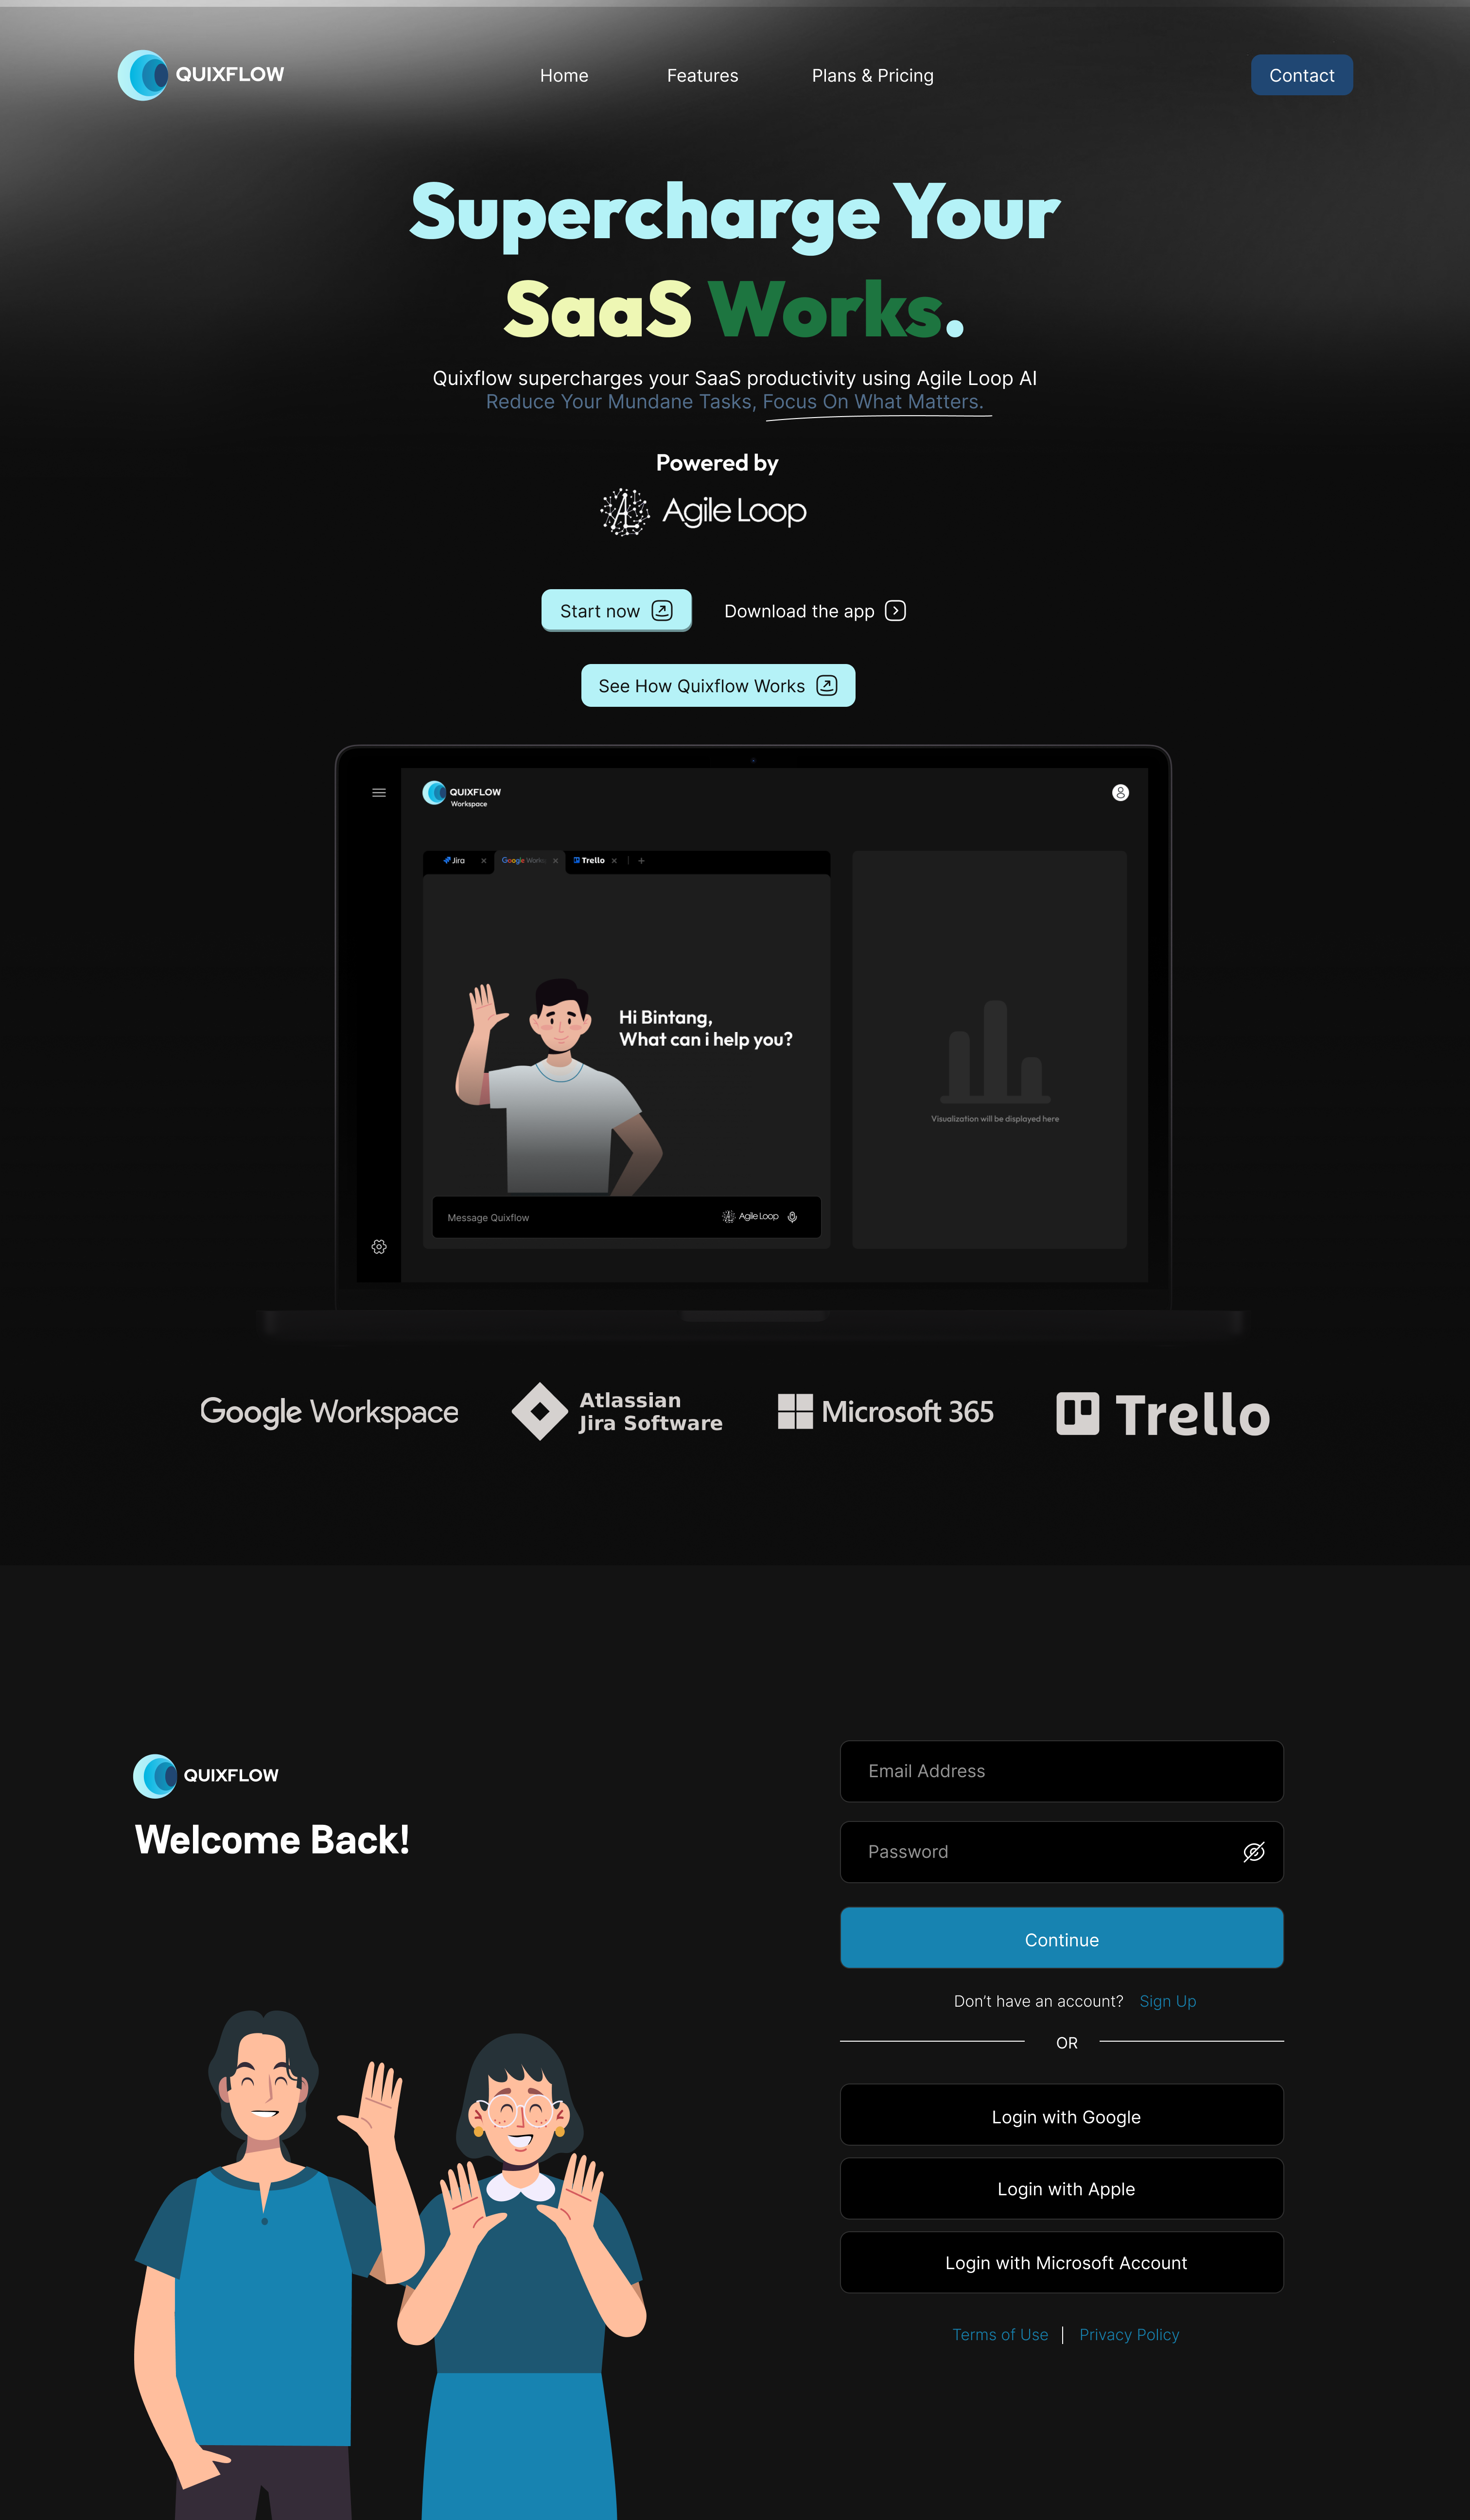 QUIXFLOW
Home
Features
Plans & Pricing
Contact
Supercharge Your
SaaS Works.
Quixflow supercharges your SaaS productivity using Agile Loop AI
Reduce Your Mundane Tasks, Focus On What Matters.
Powered by
AL Agile Loop
Start now
Download the app
See How Quixflow Works
QUIXFLOW
Workspace
Jira
Google Works
Trello
Hi Bintang,
What can i help you?
Visualization will be displayed here
Message Quixflow
Agile Loop
Google Workspace
Atlassian
Jira Software
Microsoft 365
Trello
QUIXFLOW
Welcome Back!
Email Address
Password
Continue
Don't have an account? Sign Up
OR
Login with Google
Login with Apple
Login with Microsoft Account
Terms of Use | Privacy Policy